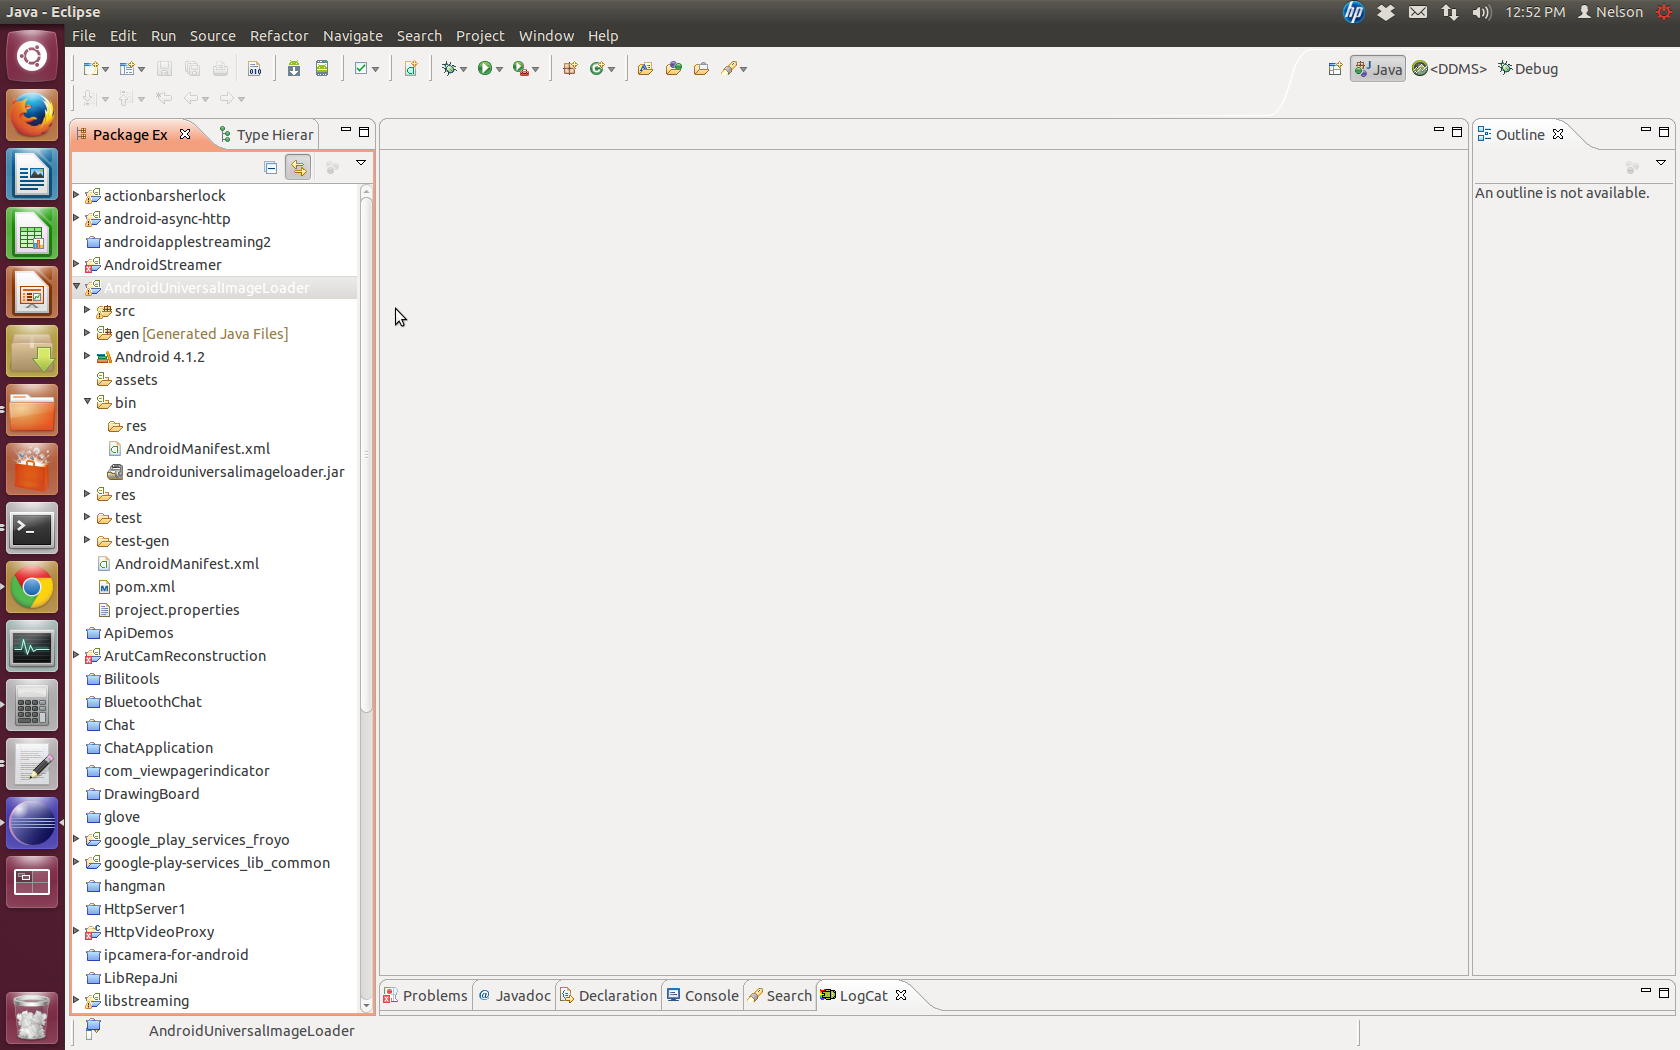 Java - Eclipse
12:52 PM Nelson
File Edit Run Source Refactor Navigate Search Project Window Help
Java <DDMS> Debug
Package Ex Type Hierar
Outline
An outline is not available.
actionbarsherlock
android-async-http
androidapplestreaming2
AndroidStreamer
AndroidUniversalImageLoader
src
gen [Generated Java Files]
Android 4.1.2
assets
bin
res
AndroidManifest.xml
androiduniversalimageloader.jar
res
test
test-gen
AndroidManifest.xml
pom.xml
project.properties
ApiDemos
ArutCamReconstruction
Bilitools
BluetoothChat
Chat
ChatApplication
com_viewpagerindicator
DrawingBoard
glove
google_play_services_froyo
google-play-services_lib_common
hangman
HttpServer1
HttpVideoProxy
ipcamera-for-android
LibRepaJni
libstreaming
Problems Javadoc Declaration Console Search LogCat
AndroidUniversalImageLoader